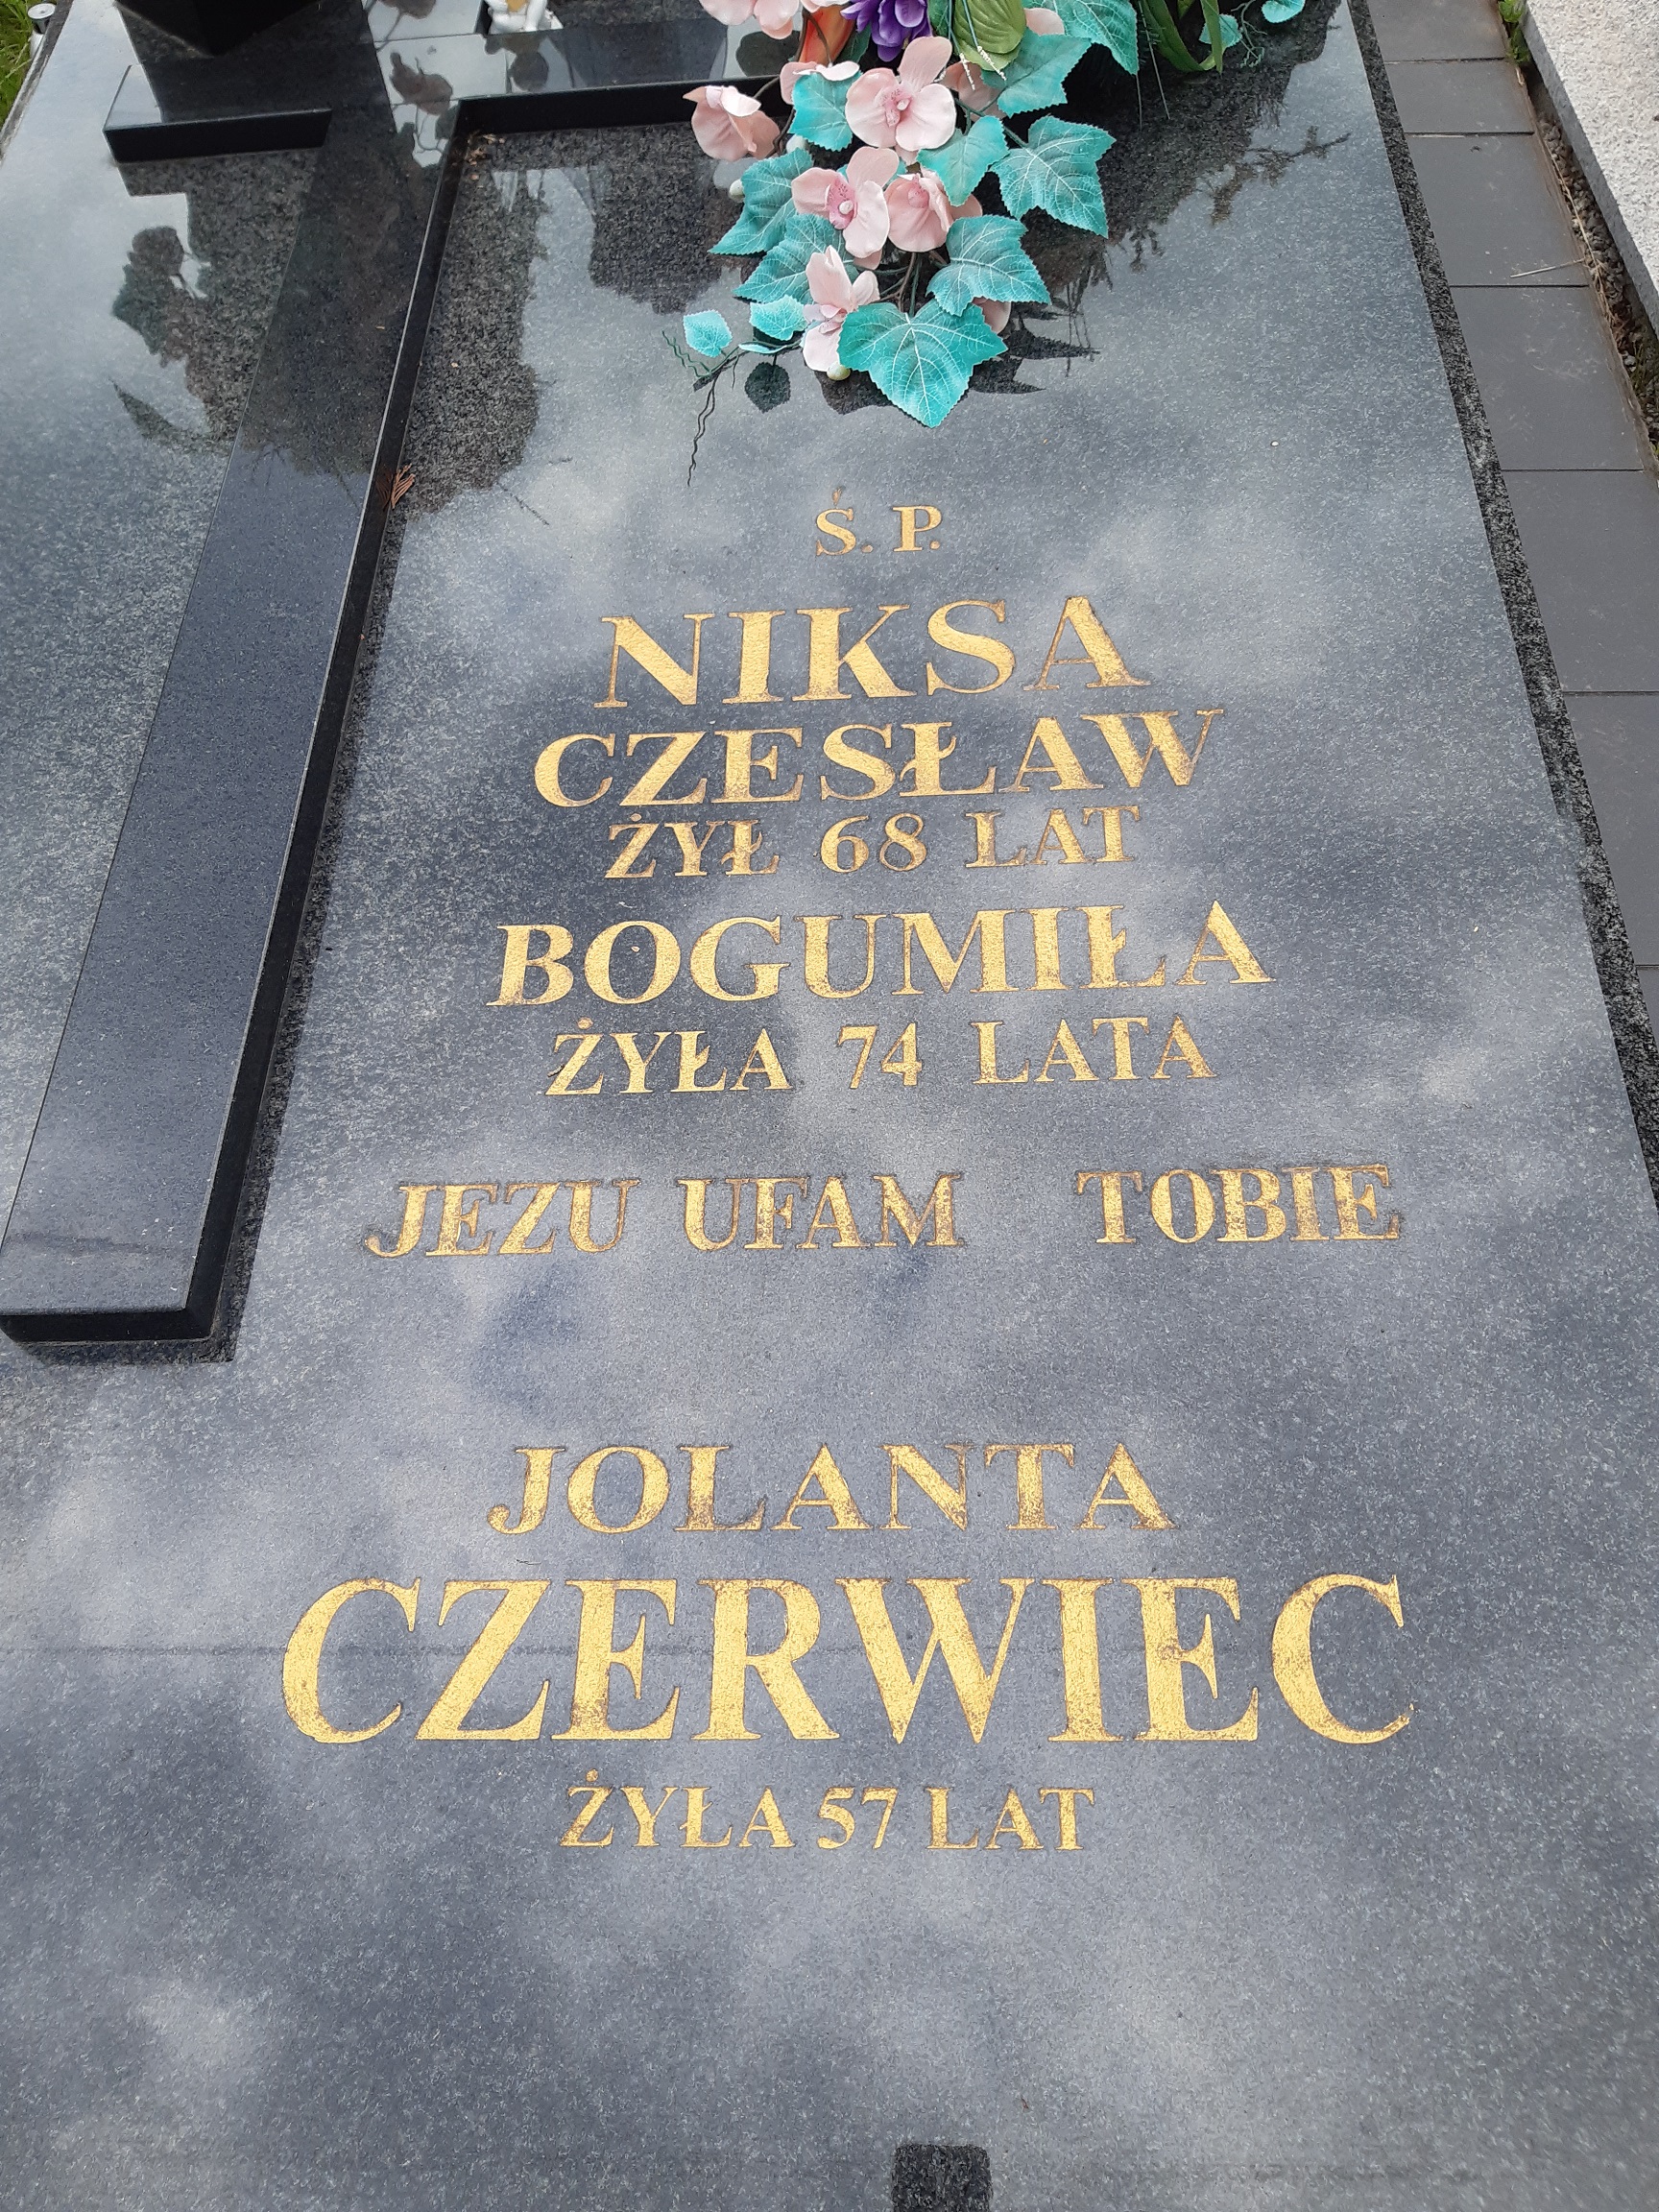 Ś. P.
NIKSA
CZESŁAW
ŻYŁ 68 LAT
BOGUMIŁA
ŻYŁA 74 LATA
JEZU UFAM TOBIE
JOLANTA
CZERWIEC
ŻYŁA 57 LAT